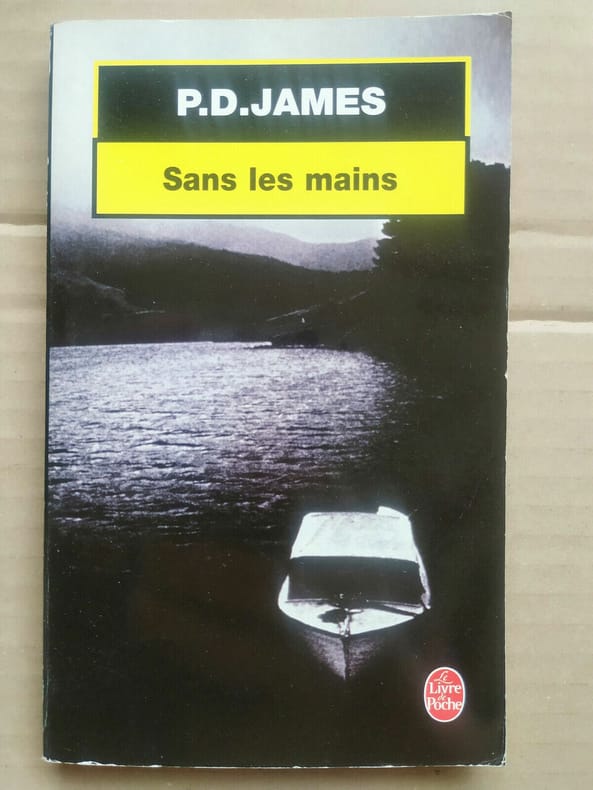 P.D.JAMES
Sans les mains
Le
Livre
de
Poche